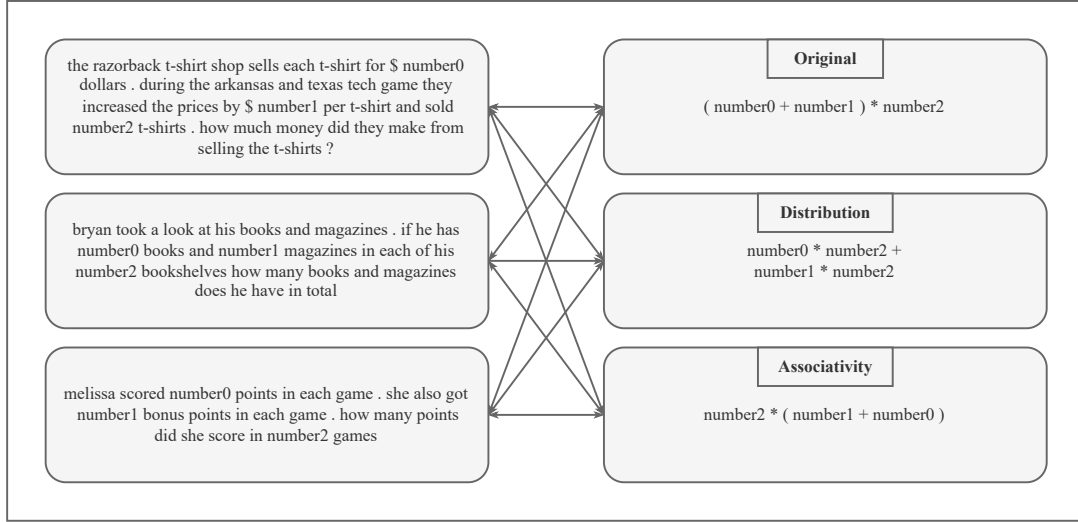 the razorback t-shirt shop sells each t-shirt for $ number0
dollars . during the arkansas and texas tech game they
increased the prices by $ number1 per t-shirt and sold
number2 t-shirts . how much money did they make from
selling the t-shirts ?
Original
( number0 + number1 ) * number2
bryan took a look at his books and magazines . if he has
number0 books and number1 magazines in each of his
number2 bookshelves how many books and magazines
does he have in total
Distribution
number0 * number2 +
number1 * number2
melissa scored number0 points in each game . she also got
number1 bonus points in each game . how many points
did she score in number2 games
Associativity
number2 * ( number1 + number0 )